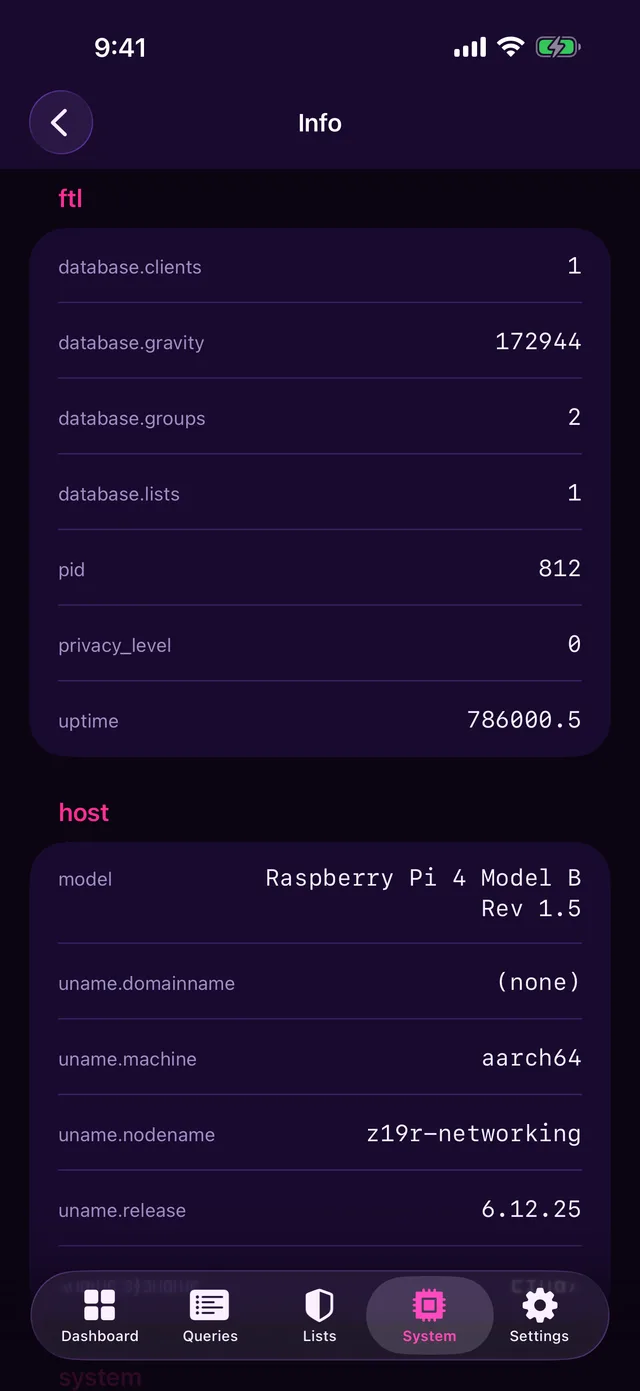 9:41
Info
ftl
database.clients 1
database.gravity 172944
database.groups 2
database.lists 1
pid 812
privacy_level 0
uptime 786000.5
host
model Raspberry Pi 4 Model B
Rev 1.5
uname.domainname (none)
uname.machine aarch64
uname.nodename z19r-networking
uname.release 6.12.25
Dashboard Queries Lists System Settings
system